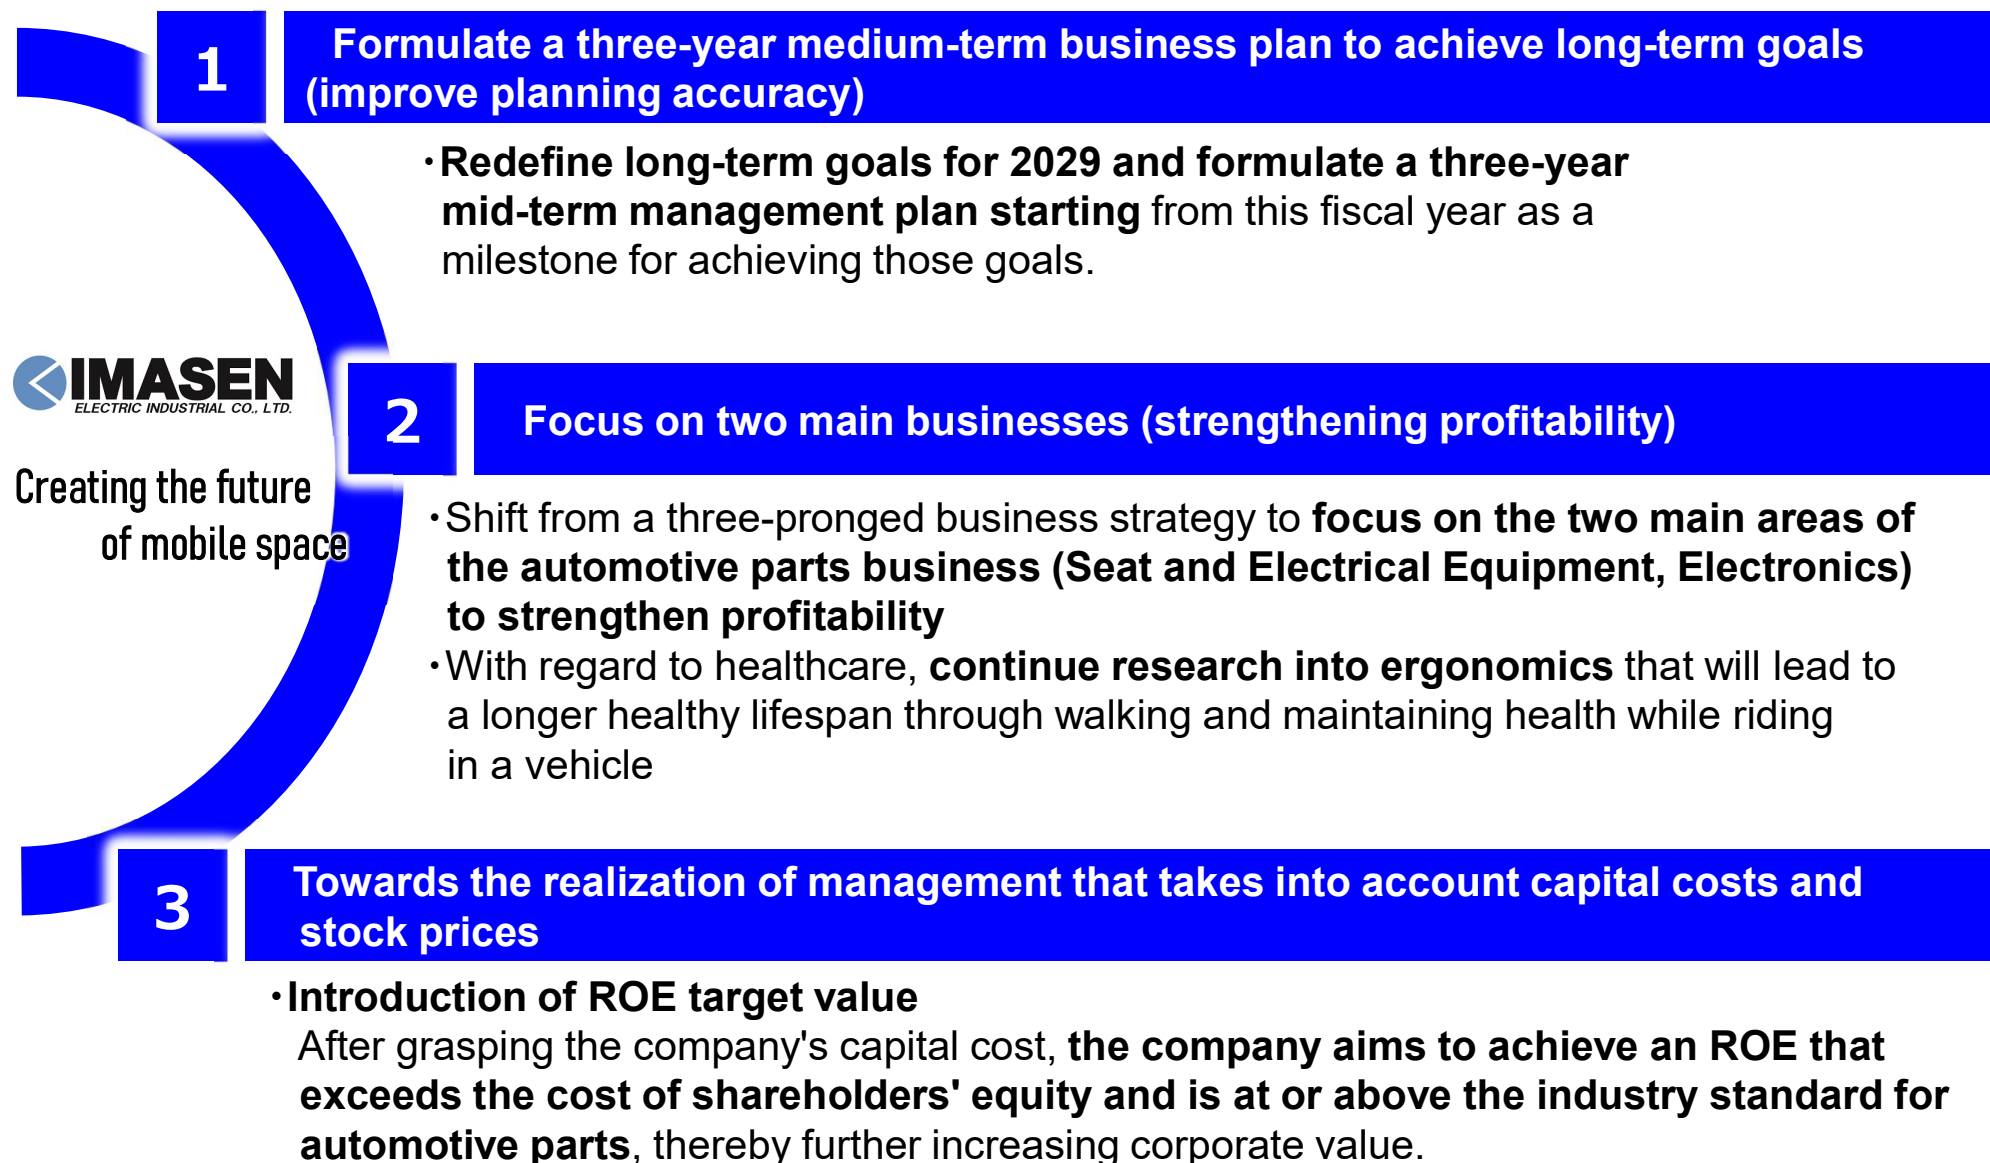 1
Formulate a three-year medium-term business plan to achieve long-term goals
(improve planning accuracy)
・Redefine long-term goals for 2029 and formulate a three-year
mid-term management plan starting from this fiscal year as a
milestone for achieving those goals.
IMASEN
ELECTRIC INDUSTRIAL CO., LTD.
Creating the future
of mobile space
2
Focus on two main businesses (strengthening profitability)
・Shift from a three-pronged business strategy to focus on the two main areas of
the automotive parts business (Seat and Electrical Equipment, Electronics)
to strengthen profitability
・With regard to healthcare, continue research into ergonomics that will lead to
a longer healthy lifespan through walking and maintaining health while riding
in a vehicle
3
Towards the realization of management that takes into account capital costs and
stock prices
・Introduction of ROE target value
After grasping the company's capital cost, the company aims to achieve an ROE that
exceeds the cost of shareholders' equity and is at or above the industry standard for
automotive parts, thereby further increasing corporate value.